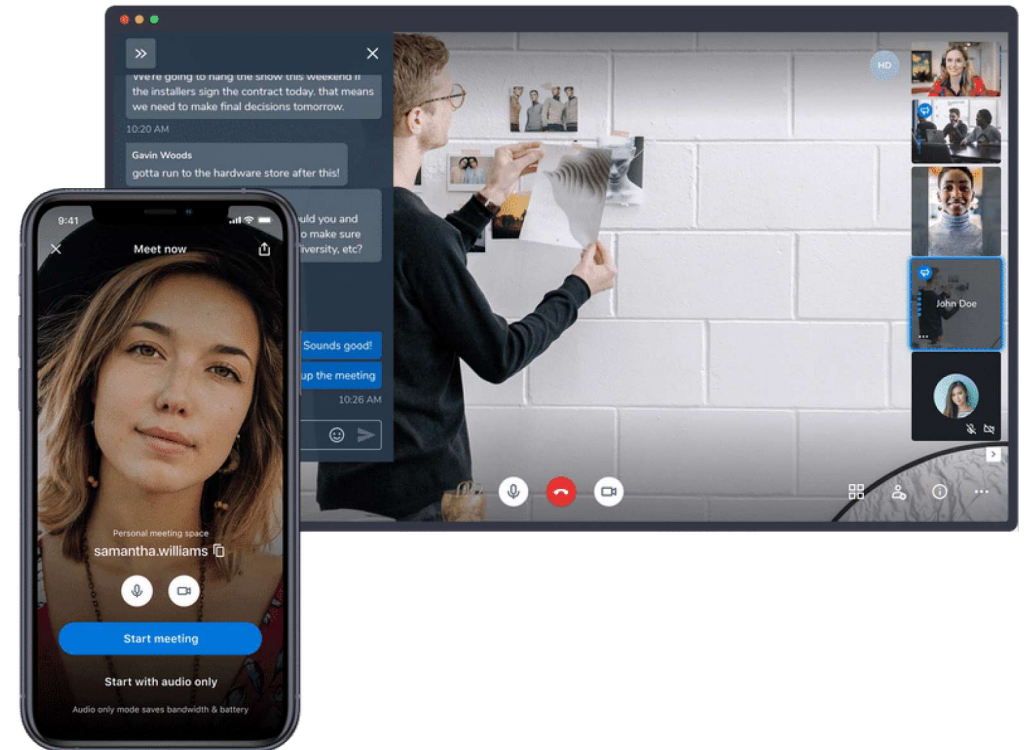 We're going to hang the show this weekend if
the installers sign the contract today. that means
we need to make final decisions tomorrow.
10:20 AM
Gavin Woods
gotta run to the hardware store after this!
uld you and
o make sure
iversity, etc?
Sounds good!
up the meeting
10:26 AM
HD
John Doe
9:41
Meet now
Personal meeting space
samantha.williams
Start meeting
Start with audio only
Audio only mode saves bandwidth & battery